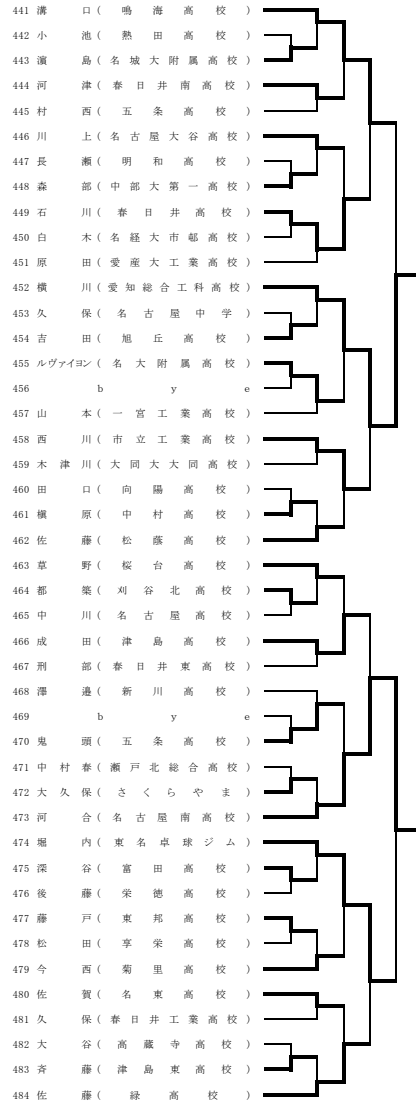 441 溝口(鳴海高校)
442 小池(熱田高校)
443 濵島(名城大附属高校)
444 河津(春日井南高校)
445 村西(五条高校)
446 川上(名古屋大谷高校)
447 長瀬(明和高校)
448 森部(中部大第一高校)
449 石川(春日井高校)
450 白木(名経大市邨高校)
451 原田(愛産大工業高校)
452 横川(愛知総合工科高校)
453 久保(名古屋中学)
454 吉田(旭丘高校)
455 ルヴァイヨン(名大附属高校)
456 bye
457 山本(一宮工業高校)
458 西川(市立工業高校)
459 木津川(大同大大同高校)
460 田口(向陽高校)
461 槇原(中村高校)
462 佐藤(松蔭高校)
463 草野(桜台高校)
464 都築(刈谷北高校)
465 中川(名古屋高校)
466 成田(津島高校)
467 刑部(春日井東高校)
468 澤邉(新川高校)
469 bye
470 鬼頭(五条高校)
471 中村春(瀬戸北総合高校)
472 大久保(さくらやま)
473 河合(名古屋南高校)
474 堀内(東名卓球ジム)
475 深谷(富田高校)
476 後藤(栄徳高校)
477 藤戸(東邦高校)
478 松田(享栄高校)
479 今西(菊里高校)
480 佐賀(名東高校)
481 久保(春日井工業高校)
482 大谷(高蔵寺高校)
483 斉藤(津島東高校)
484 佐藤(緑高校)